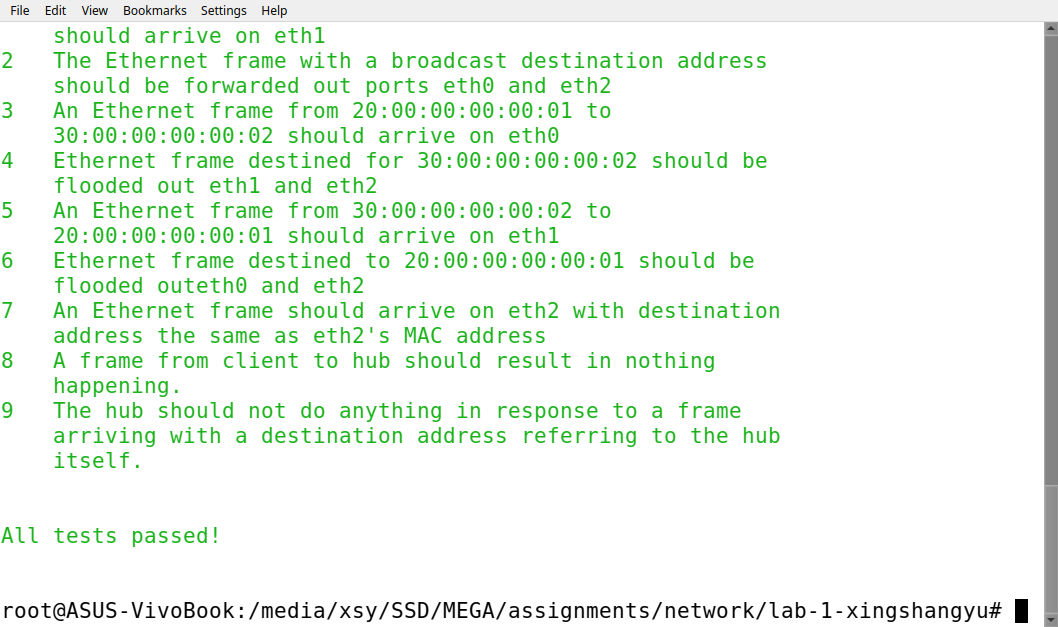 File Edit View Bookmarks Settings Help
should arrive on eth1
2 The Ethernet frame with a broadcast destination address
should be forwarded out ports eth0 and eth2
3 An Ethernet frame from 20:00:00:00:00:01 to
30:00:00:00:00:02 should arrive on eth0
4 Ethernet frame destined for 30:00:00:00:00:02 should be
flooded out eth1 and eth2
5 An Ethernet frame from 30:00:00:00:00:02 to
20:00:00:00:00:01 should arrive on eth1
6 Ethernet frame destined to 20:00:00:00:00:01 should be
flooded outeth0 and eth2
7 An Ethernet frame should arrive on eth2 with destination
address the same as eth2's MAC address
8 A frame from client to hub should result in nothing
happening.
9 The hub should not do anything in response to a frame
arriving with a destination address referring to the hub
itself.
All tests passed!
root@ASUS-VivoBook:/media/xsy/SSD/MEGA/assignments/network/lab-1-xingshangyu#